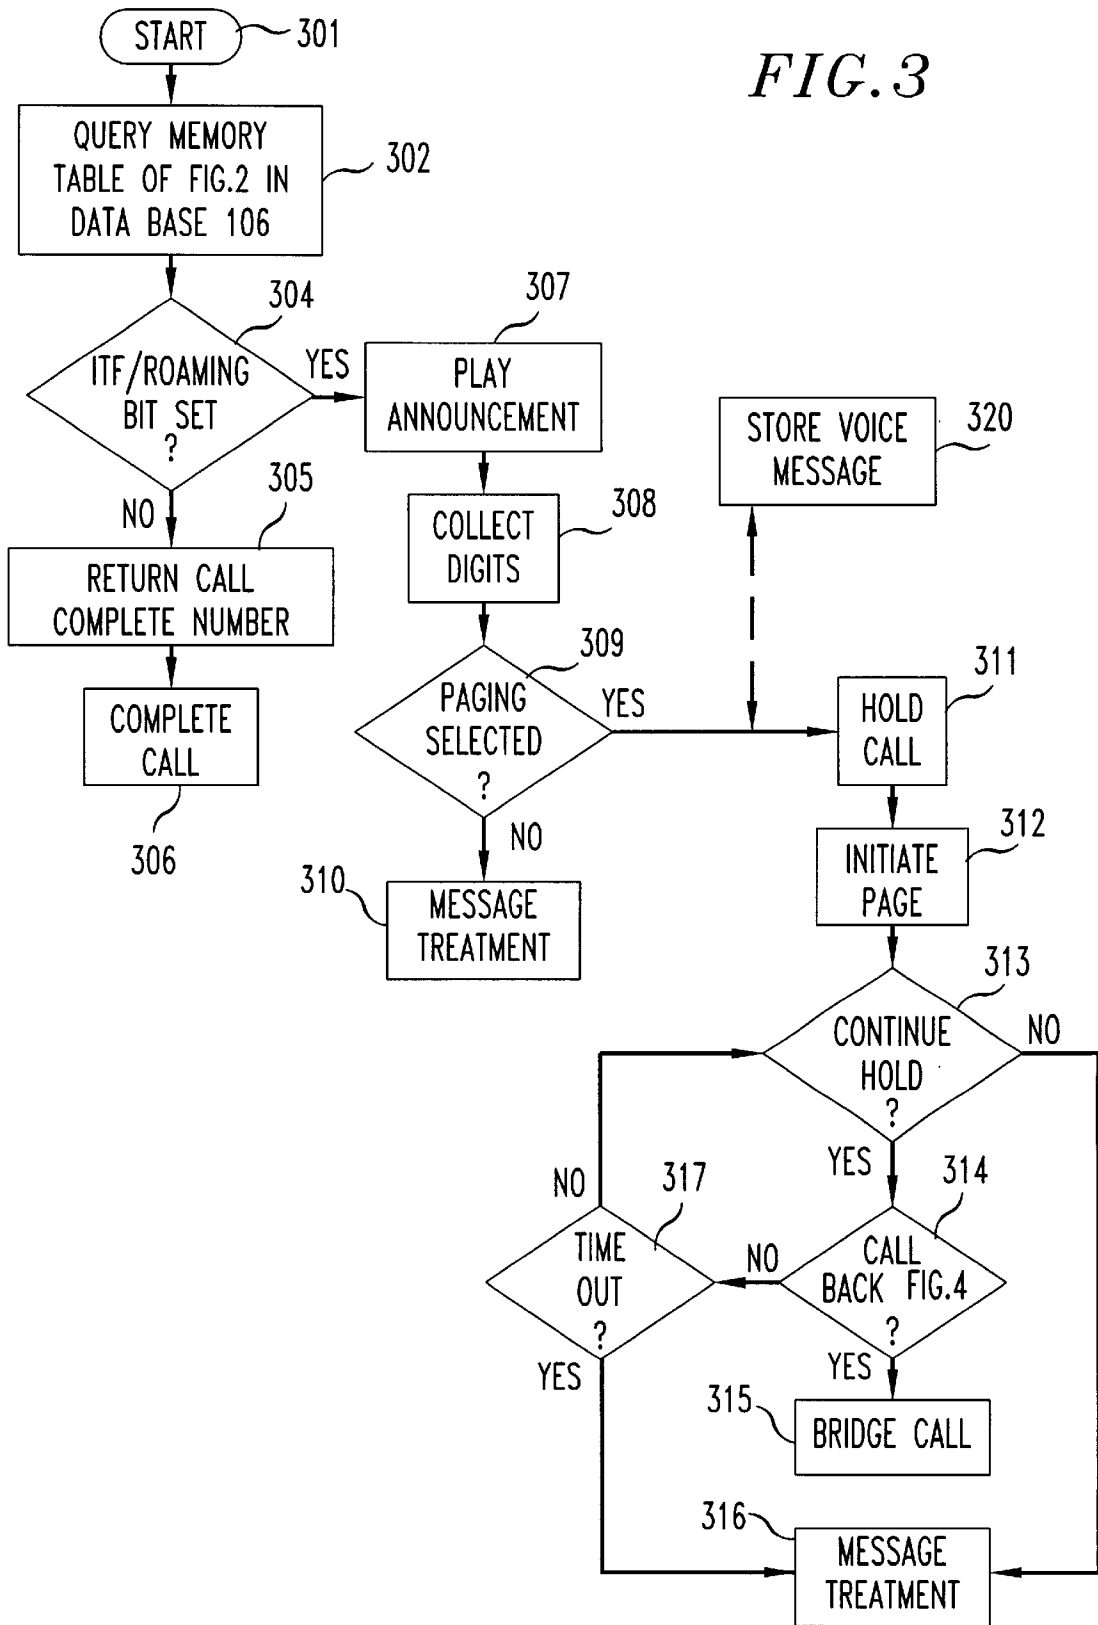 FIG.3
START
301
QUERY MEMORY
TABLE OF FIG.2 IN
DATA BASE 106
302
ITF/ROAMING
BIT SET
?
304
YES
NO
RETURN CALL
COMPLETE NUMBER
305
COMPLETE
CALL
306
PLAY
ANNOUNCEMENT
307
COLLECT
DIGITS
308
PAGING
SELECTED
?
309
YES
NO
MESSAGE
TREATMENT
310
STORE VOICE
MESSAGE
320
HOLD
CALL
311
INITIATE
PAGE
312
CONTINUE
HOLD
?
313
NO
YES
CALL
BACK FIG.4
?
314
NO
YES
TIME
OUT
?
317
NO
YES
BRIDGE CALL
315
MESSAGE
TREATMENT
316